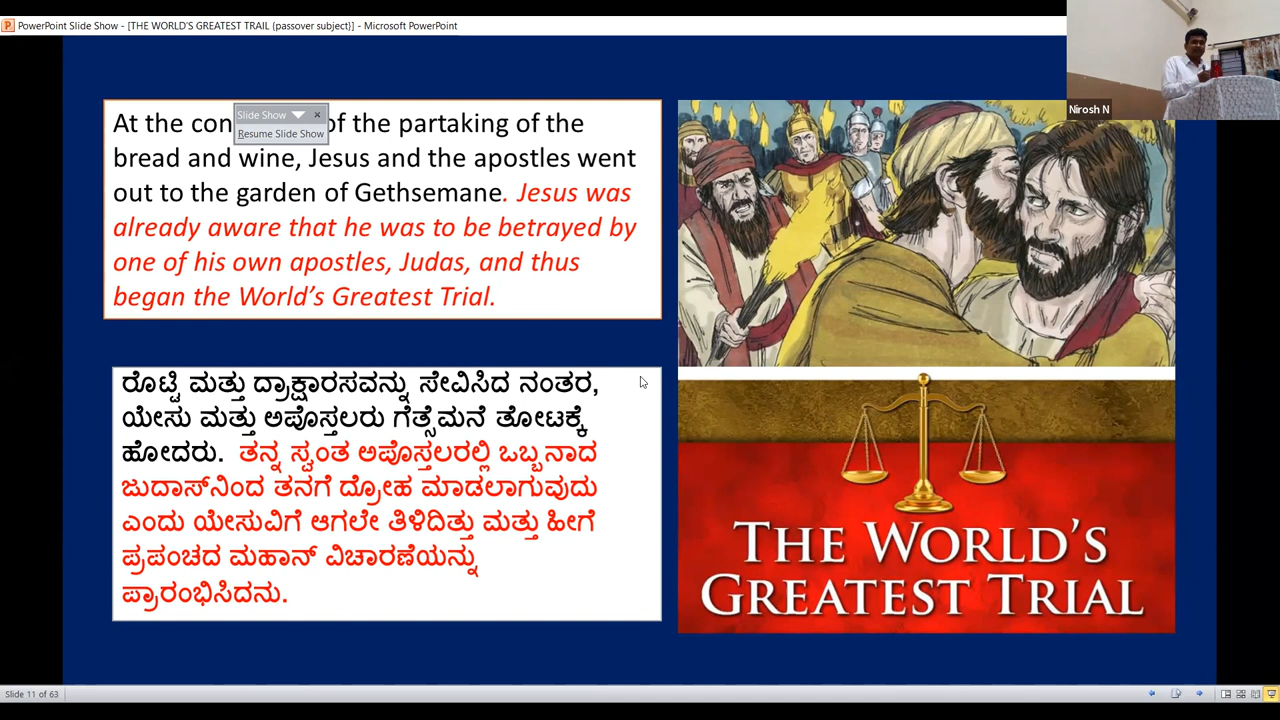 PowerPoint Slide Show - [THE WORLD'S GREATEST TRAIL (passover subject}] - Microsoft PowerPoint
Nirosh N
Slide Show
Resume Slide Show
At the con of the partaking of the
bread and wine, Jesus and the apostles went
out to the garden of Gethsemane. Jesus was
already aware that he was to be betrayed by
one of his own apostles, Judas, and thus
began the World's Greatest Trial.
ರೊಟ್ಟಿ ಮತ್ತು ದ್ರಾಕ್ಷಾರಸವನ್ನು ಸೇವಿಸಿದ ನಂತರ,
ಯೇಸು ಮತ್ತು ಅಪೊಸ್ತಲರು ಗೆತ್ಸೆಮನೆ ತೋಟಕ್ಕೆ
ಹೋದರು. ತನ್ನ ಸ್ವಂತ ಅಪೊಸ್ತಲರಲ್ಲಿ ಒಬ್ಬನಾದ
ಜುದಾಸ್‌ನಿಂದ ತನಗೆ ದ್ರೋಹ ಮಾಡಲಾಗುವುದು
ಎಂದು ಯೇಸುವಿಗೆ ಆಗಲೇ ತಿಳಿದಿತ್ತು ಮತ್ತು ಹೀಗೆ
ಪ್ರಪಂಚದ ಮಹಾನ್ ವಿಚಾರಣೆಯನ್ನು
ಪ್ರಾರಂಭಿಸಿದನು.
THE WORLD'S
GREATEST TRIAL
Slide 11 of 63